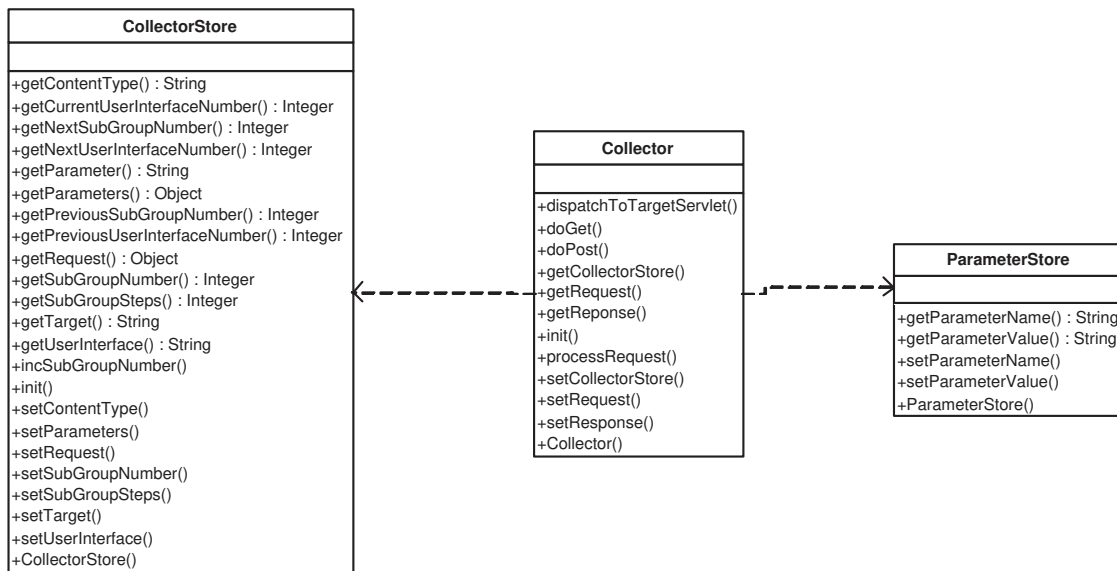 CollectorStore
+getContentType() : String
+getCurrentUserInterfaceNumber() : Integer
+getNextSubGroupNumber() : Integer
+getNextUserInterfaceNumber() : Integer
+getParameter() : String
+getParameters() : Object
+getPreviousSubGroupNumber() : Integer
+getPreviousUserInterfaceNumber() : Integer
+getRequest() : Object
+getSubGroupNumber() : Integer
+getSubGroupSteps() : Integer
+getTarget() : String
+getUserInterface() : String
+incSubGroupNumber()
+init()
+setContentType()
+setParameters()
+setRequest()
+setSubGroupNumber()
+setSubGroupSteps()
+setTarget()
+setUserInterface()
+CollectorStore()
Collector
+dispatchToTargetServlet()
+doGet()
+doPost()
+getCollectorStore()
+getRequest()
+getReponse()
+init()
+processRequest()
+setCollectorStore()
+setRequest()
+setResponse()
+Collector()
ParameterStore
+getParameterName() : String
+getParameterValue() : String
+setParameterName()
+setParameterValue()
+ParameterStore()